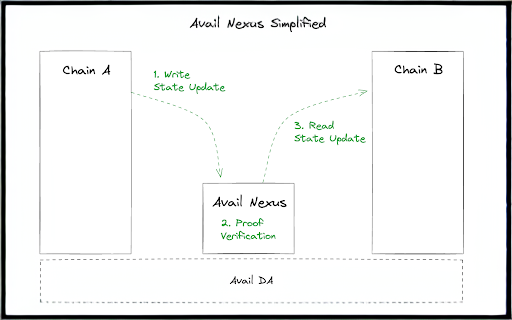 Avail Nexus Simplified
Chain A
Chain B
1. Write
State Update
3. Read
State Update
Avail Nexus
2. Proof
Verification
Avail DA